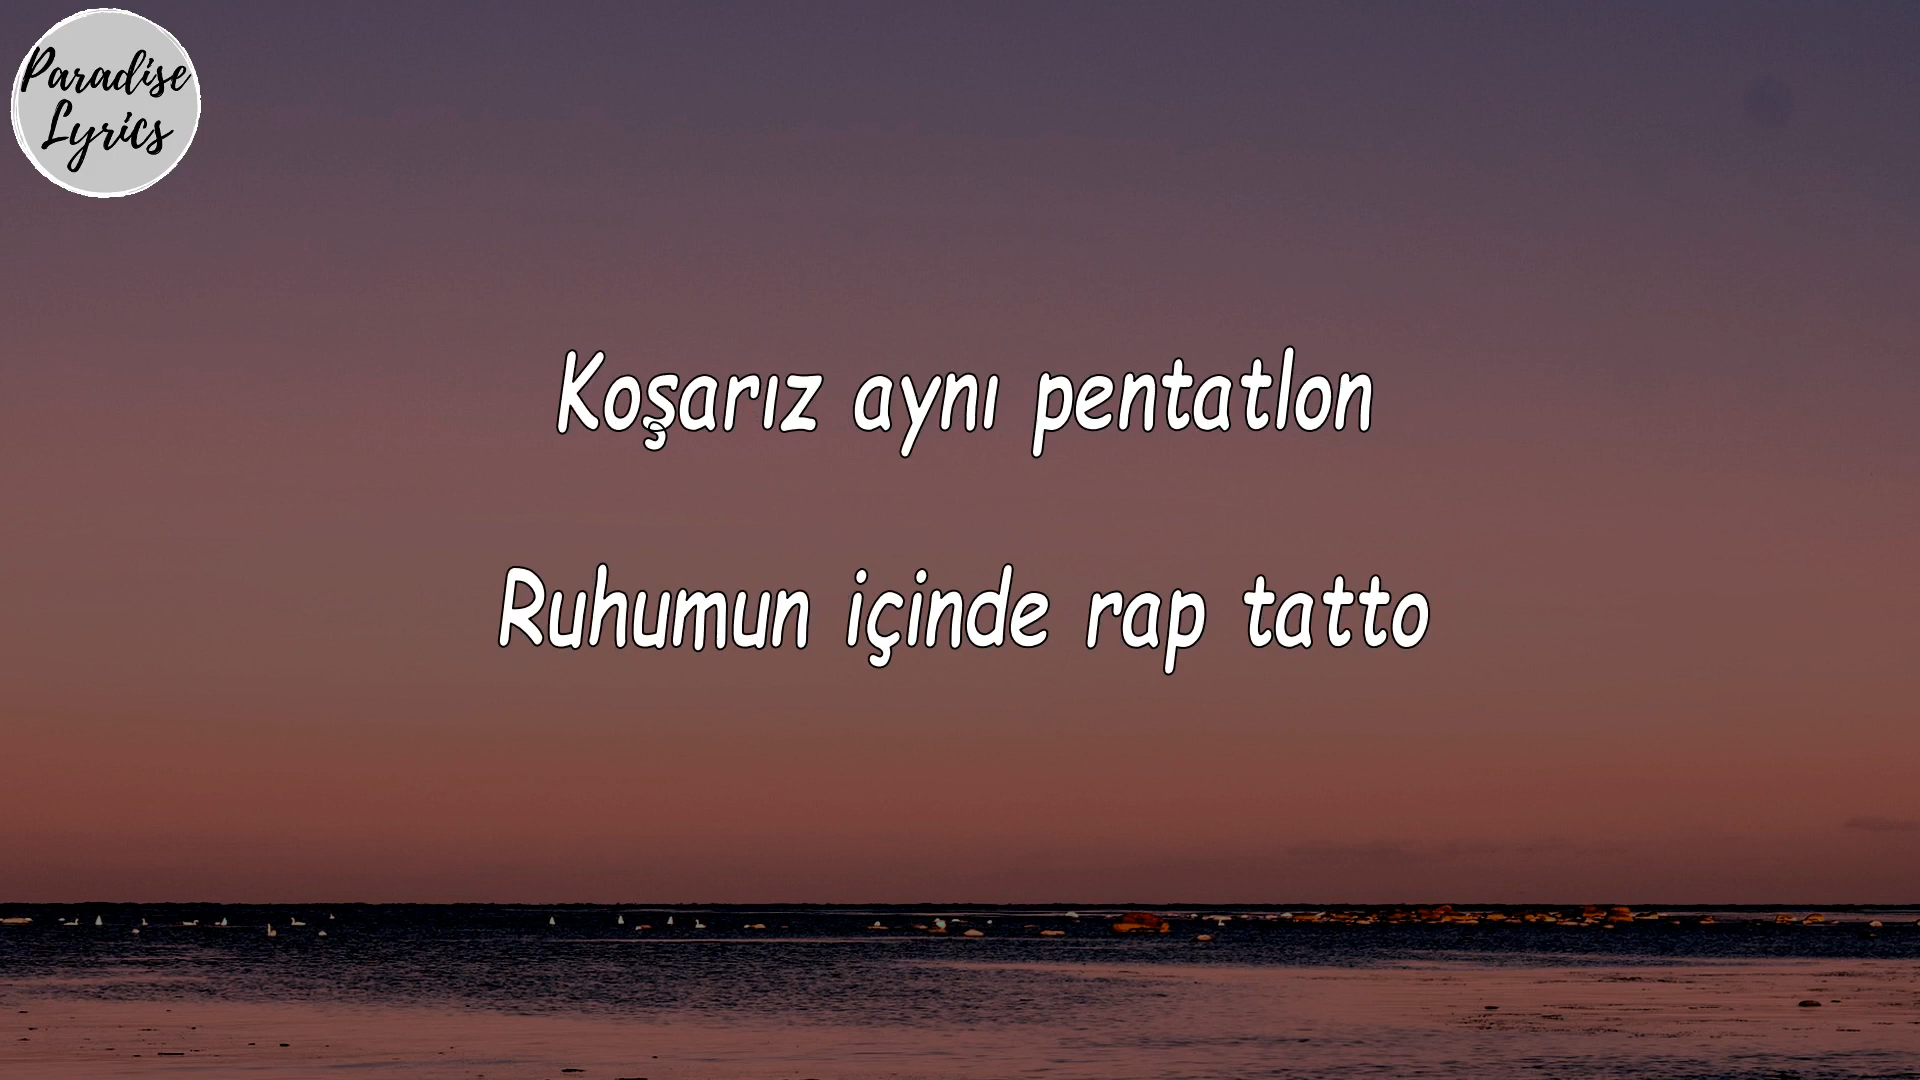 Paradise
Lyrics
Koşarız aynı pentatlon
Ruhumun içinde rap tatto